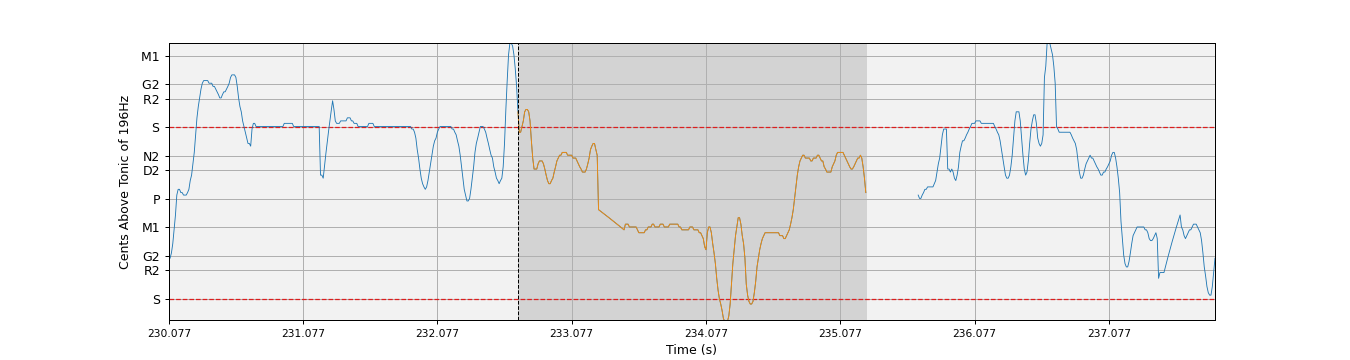 Cents Above Tonic of 196Hz
M1
G2
R2
S
N2
D2
P
M1
G2
R2
S
230.077 231.077 232.077 233.077 234.077 235.077 236.077 237.077
Time (s)